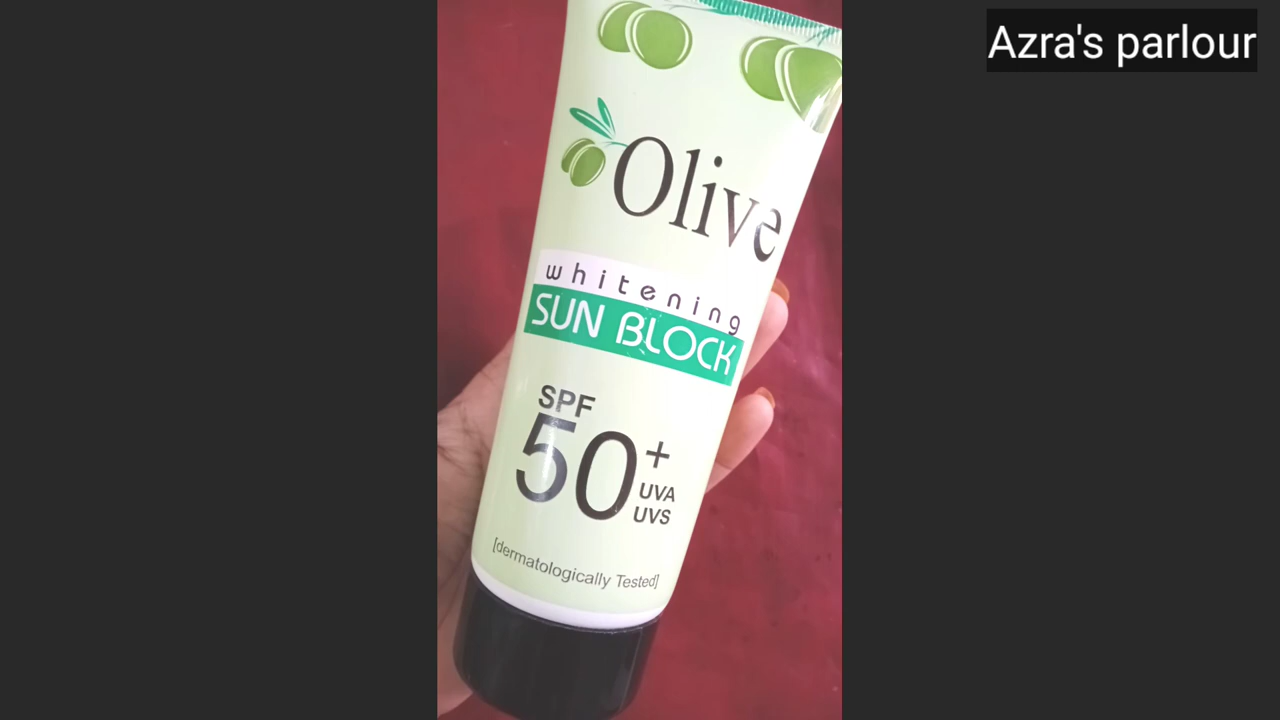 Azra's parlour
Olive
whitening
SUN BLOCK
SPF
50+
UVA
UVS
[dermatologically Tested]